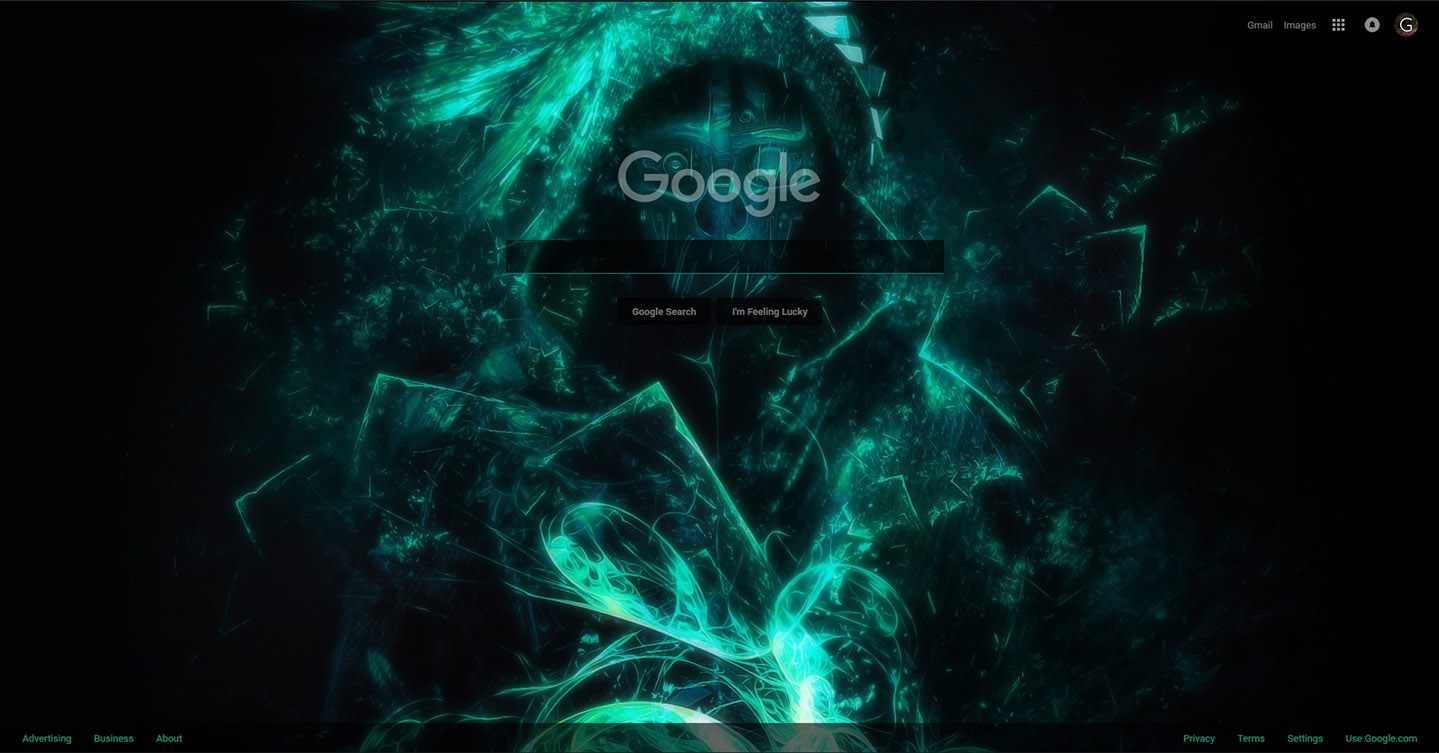 Gmail Images G
Google
Google Search I'm Feeling Lucky
Advertising Business About Privacy Terms Settings Use Google.com